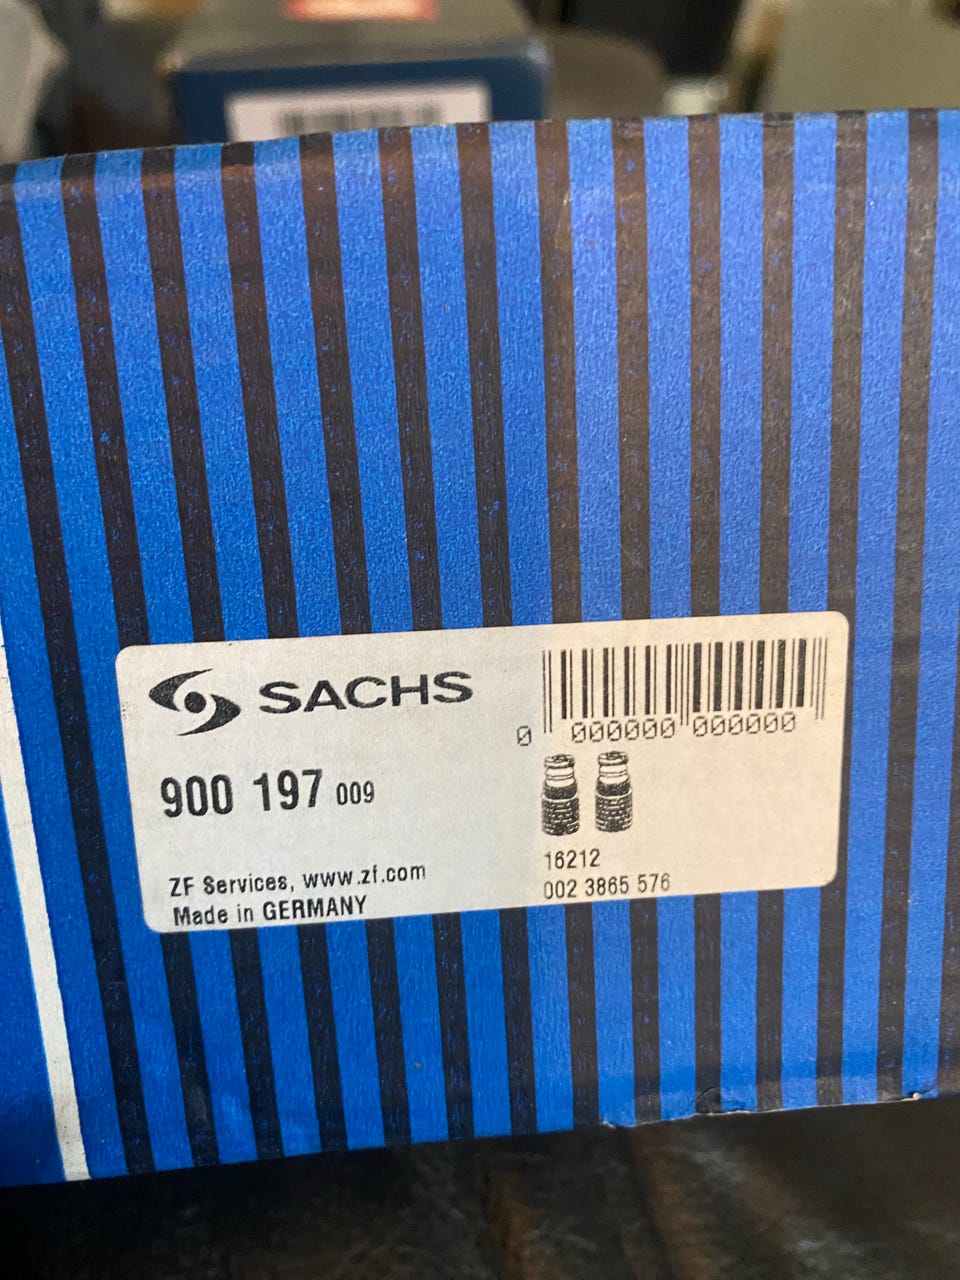 SACHS
0 000000 000000
900 197 009
16212
002 3865 576
ZF Services, www.zf.com
Made in GERMANY